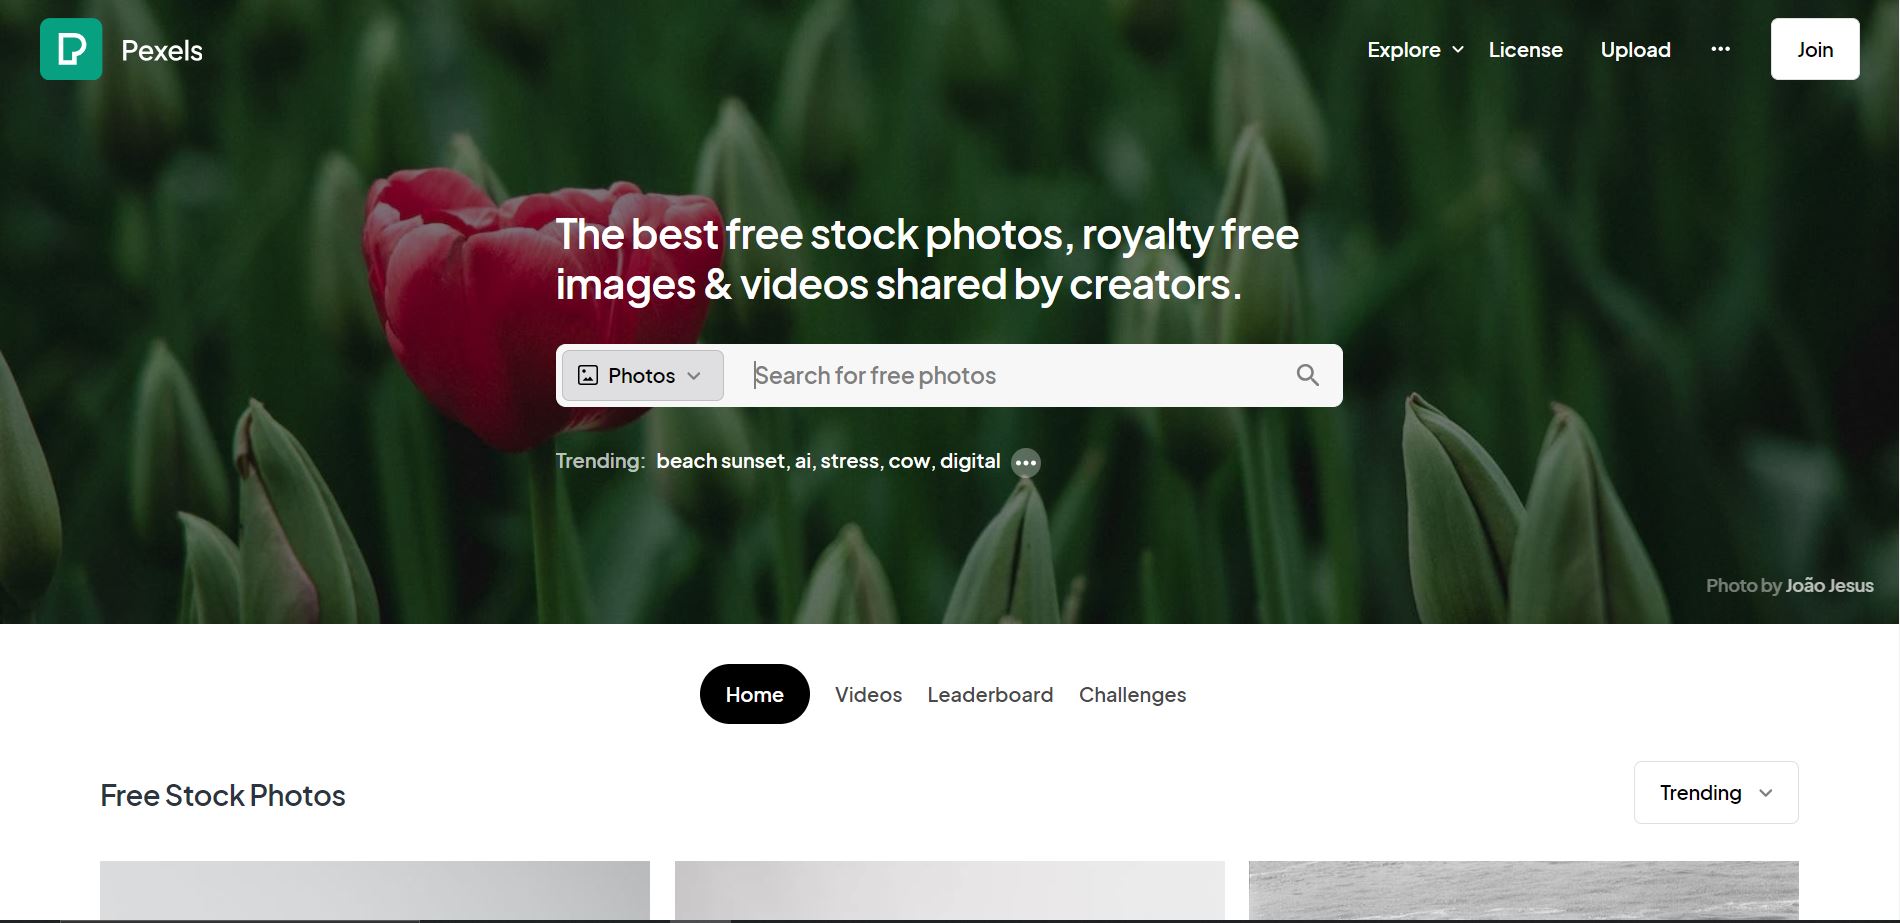 Pexels
Explore License Upload Join
The best free stock photos, royalty free
images & videos shared by creators.
Photos Search for free photos
Trending: beach sunset, ai, stress, cow, digital
Photo by João Jesus
Home Videos Leaderboard Challenges
Free Stock Photos Trending